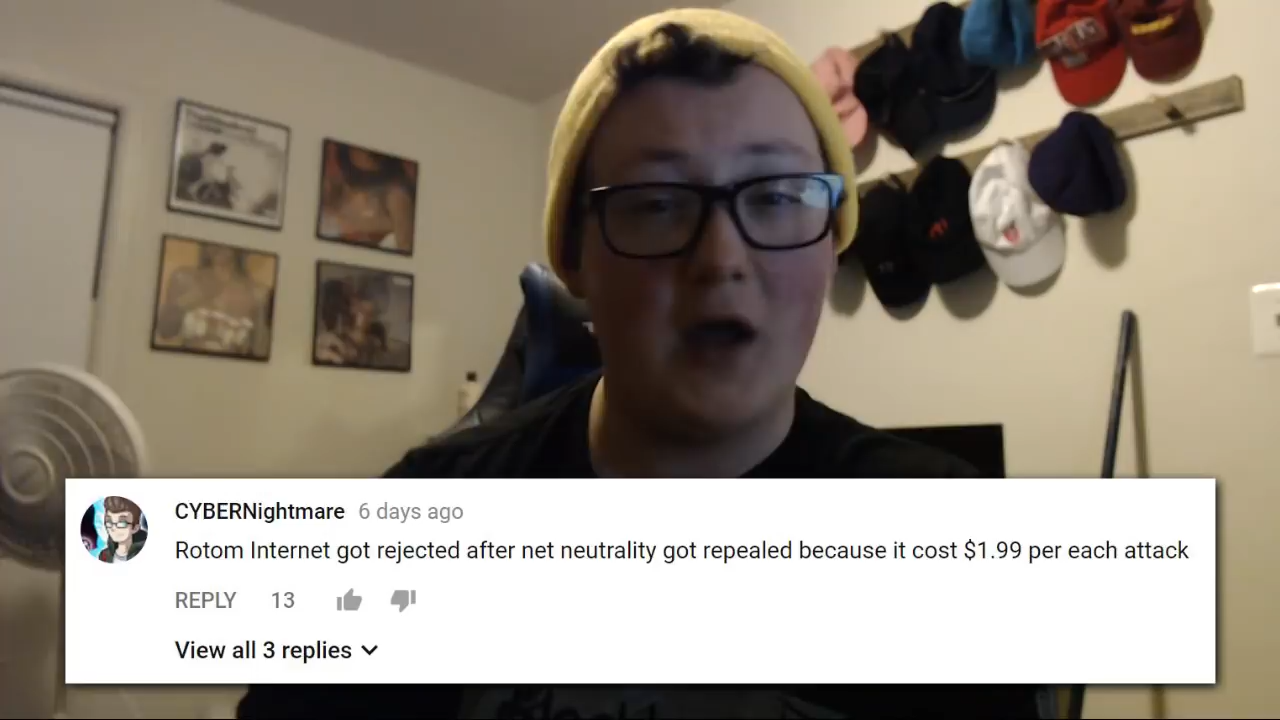 CYBERNightmare 6 days ago
Rotom Internet got rejected after net neutrality got repealed because it cost $1.99 per each attack
REPLY 13
View all 3 replies